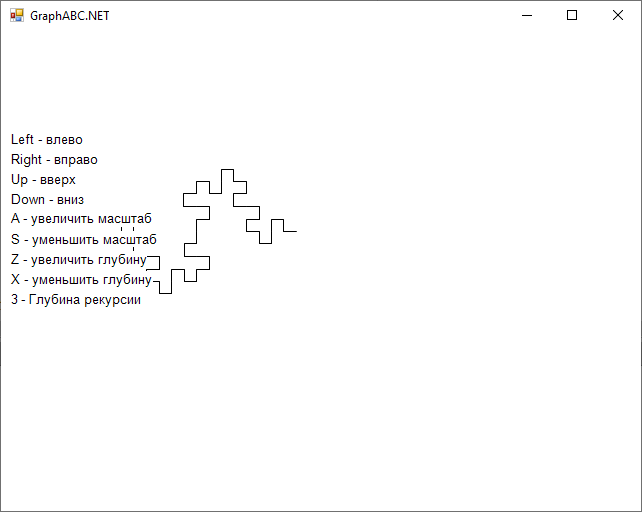 GraphABC.NET
Left - влево
Right - вправо
Up - вверх
Down - вниз
A - увеличить масштаб
S - уменьшить масштаб
Z - увеличить глубину
X - уменьшить глубину
3 - Глубина рекурсии